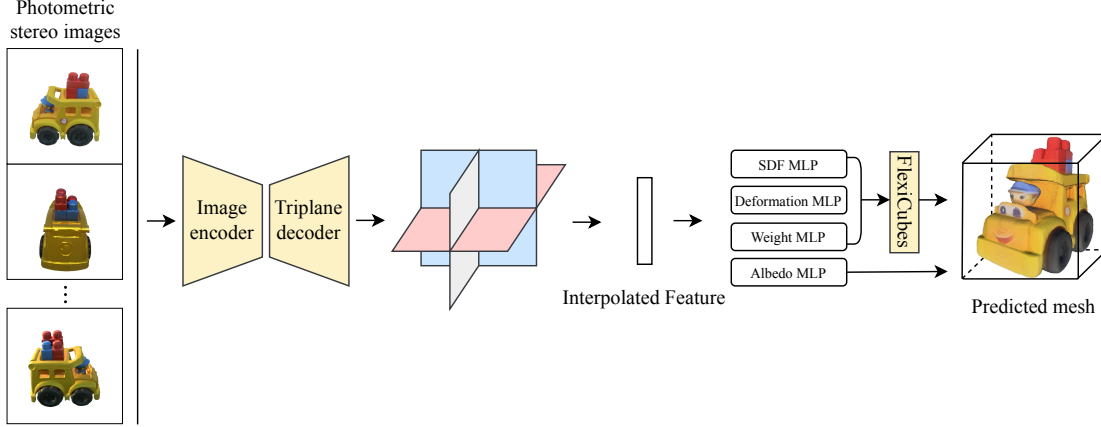 Photometric
stereo images
Image
encoder
Triplane
decoder
Interpolated Feature
SDF MLP
Deformation MLP
Weight MLP
Albedo MLP
FlexiCubes
Predicted mesh